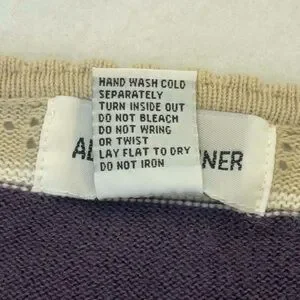 HAND WASH COLD
SEPARATELY
TURN INSIDE OUT
DO NOT BLEACH
DO NOT WRING
OR TWIST
LAY FLAT TO DRY
DO NOT IRON